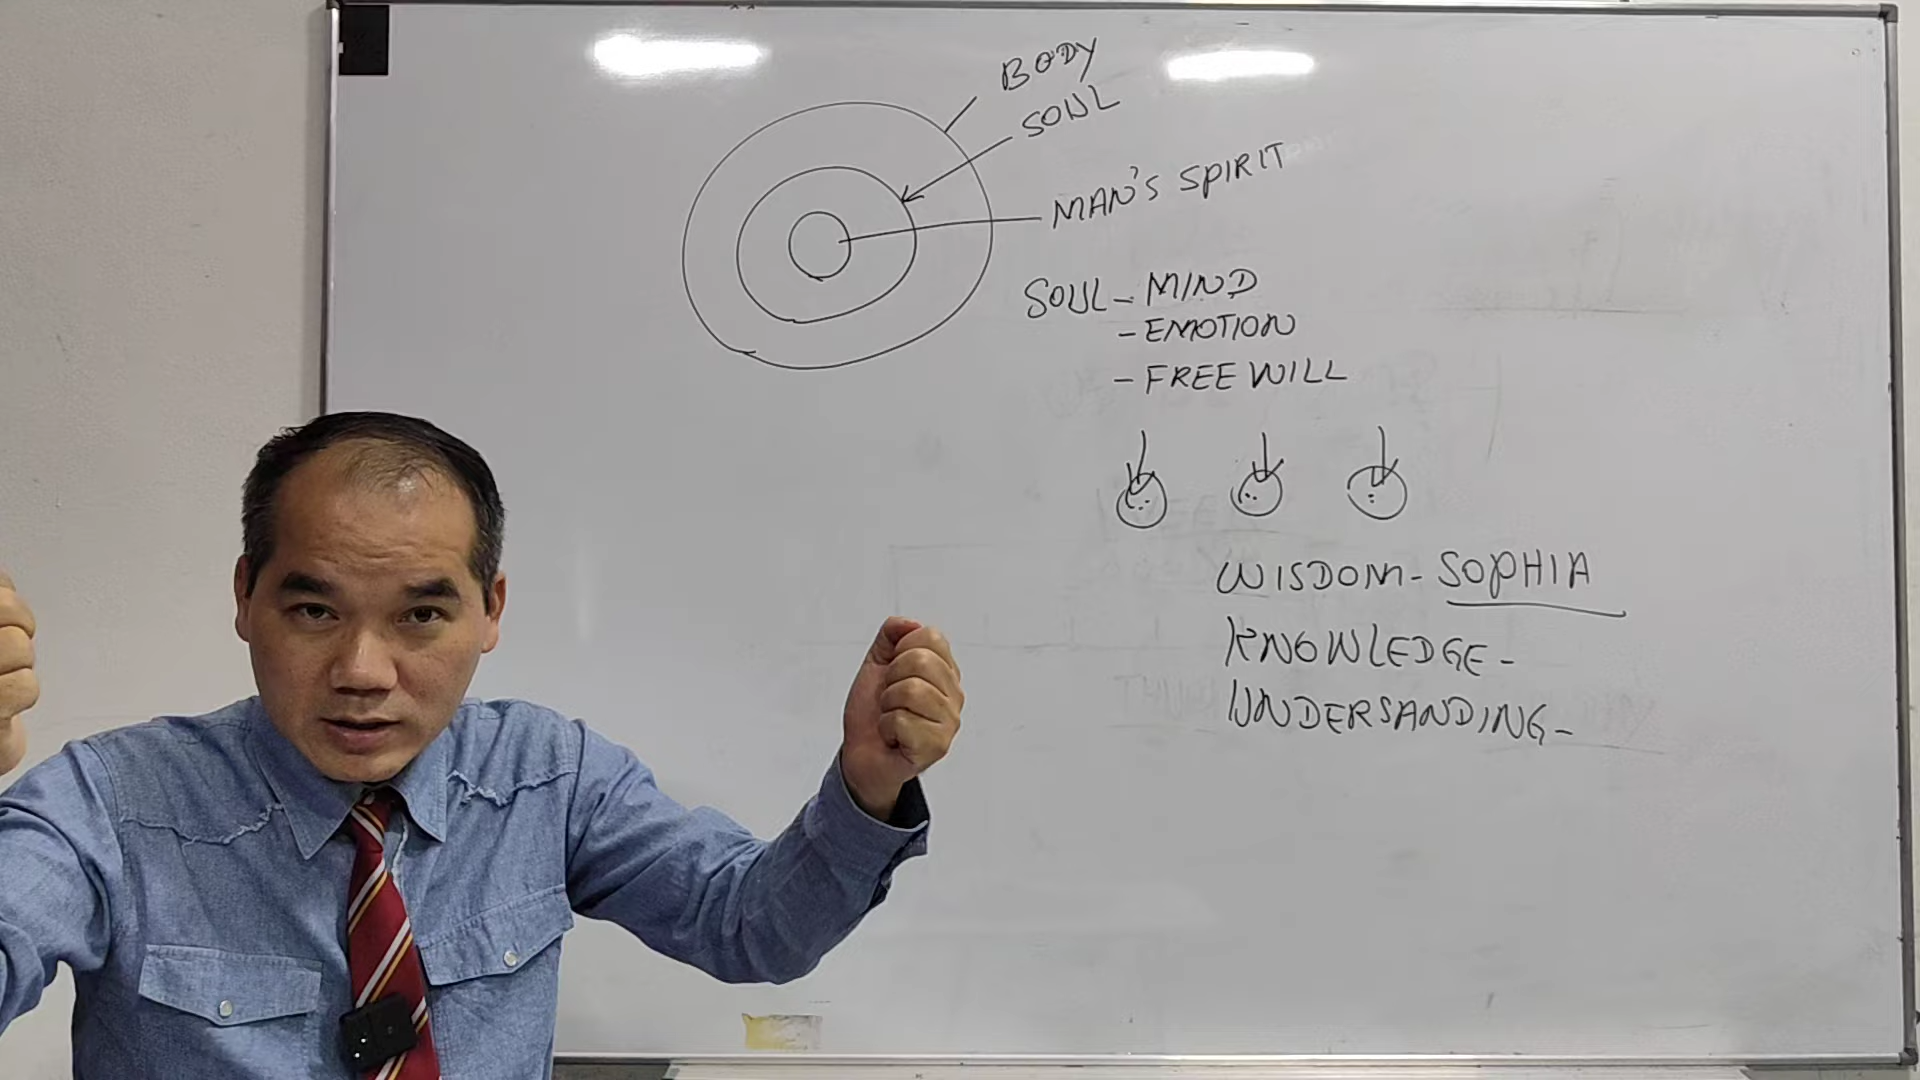 BODY
SOUL
MAN'S SPIRIT
SOUL - MIND
- EMOTION
- FREE WILL
WISDOM - SOPHIA
KNOWLEDGE -
UNDERSANDING -